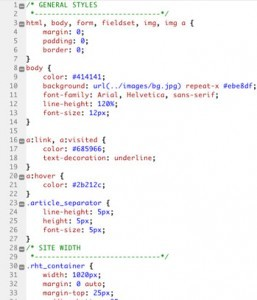 1 /* GENERAL STYLES
2 *------------------------------*/
3 html, body, form, fieldset, img, img a {
4 margin: 0;
5 padding: 0;
6 border: 0;
7 }
8 body {
9 color: #414141;
10 background: url(../images/bg.jpg) repeat-x #ebe8df;
11 font-family: Arial, Helvetica, sans-serif;
12 line-height: 120%;
13 font-size: 12px;
14 }
15
16 a:link, a:visited {
17 color: #685966;
18 text-decoration: underline;
19 }
20 a:hover {
21 color: #2b212c;
22 }
23 .article_separator {
24 line-height: 5px;
25 height: 5px;
26 font-size: 5px;
27 }
28 /* SITE WIDTH
29 *------------------------------*/
30 .rht_container {
31 width: 1020px;
32 margin: 0 auto;
33 margin-top: 25px;